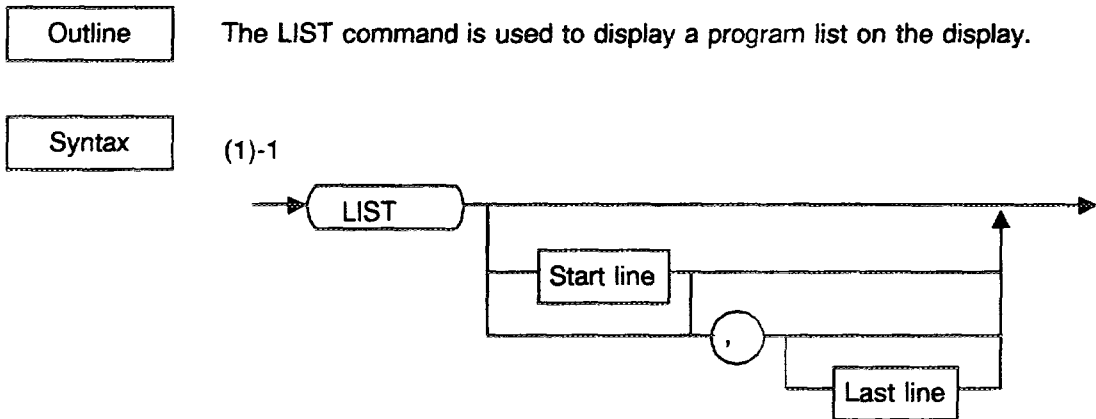 Outline The LIST command is used to display a program list on the display.
Syntax (1)-1
LIST
Start line
,
Last line